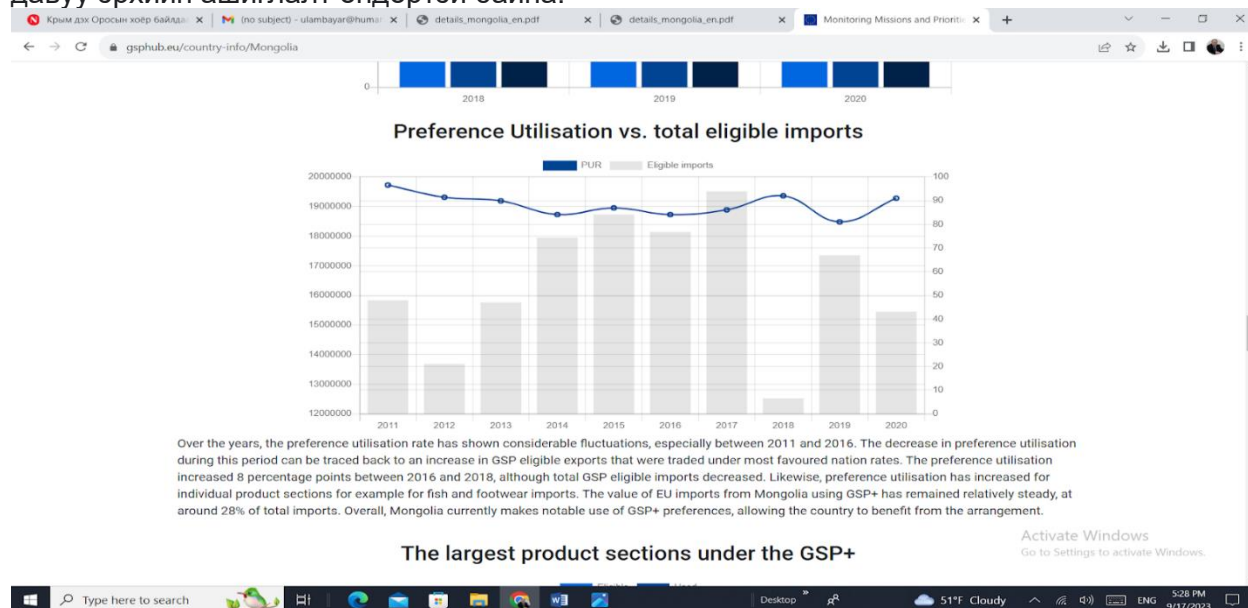 давуу эрхийн ашиглалт өндөртэй байна.
Крым дэх Оросын хоёр байлда
(no subject) - ulambayar@humar
details_mongolia_en.pdf
details_mongolia_en.pdf
Monitoring Missions and Prioritie
gsphub.eu/country-info/Mongolia
0
2018 2019 2020
Preference Utilisation vs. total eligible imports
PUR Eligible imports
20000000 100
19000000 90
18000000 80
17000000 70
16000000 60
15000000 50
14000000 40
13000000 30
12000000 20
10
0
2011 2012 2013 2014 2015 2016 2017 2018 2019 2020
Over the years, the preference utilisation rate has shown considerable fluctuations, especially between 2011 and 2016. The decrease in preference utilisation
during this period can be traced back to an increase in GSP eligible exports that were traded under most favoured nation rates. The preference utilisation
increased 8 percentage points between 2016 and 2018, although total GSP eligible imports decreased. Likewise, preference utilisation has increased for
individual product sections for example for fish and footwear imports. The value of EU imports from Mongolia using GSP+ has remained relatively steady, at
around 28% of total imports. Overall, Mongolia currently makes notable use of GSP+ preferences, allowing the country to benefit from the arrangement.
Activate Windows
Go to Settings to activate Windows.
The largest product sections under the GSP+
Type here to search
Desktop
51°F Cloudy
ENG
5:28 PM
9/17/2023